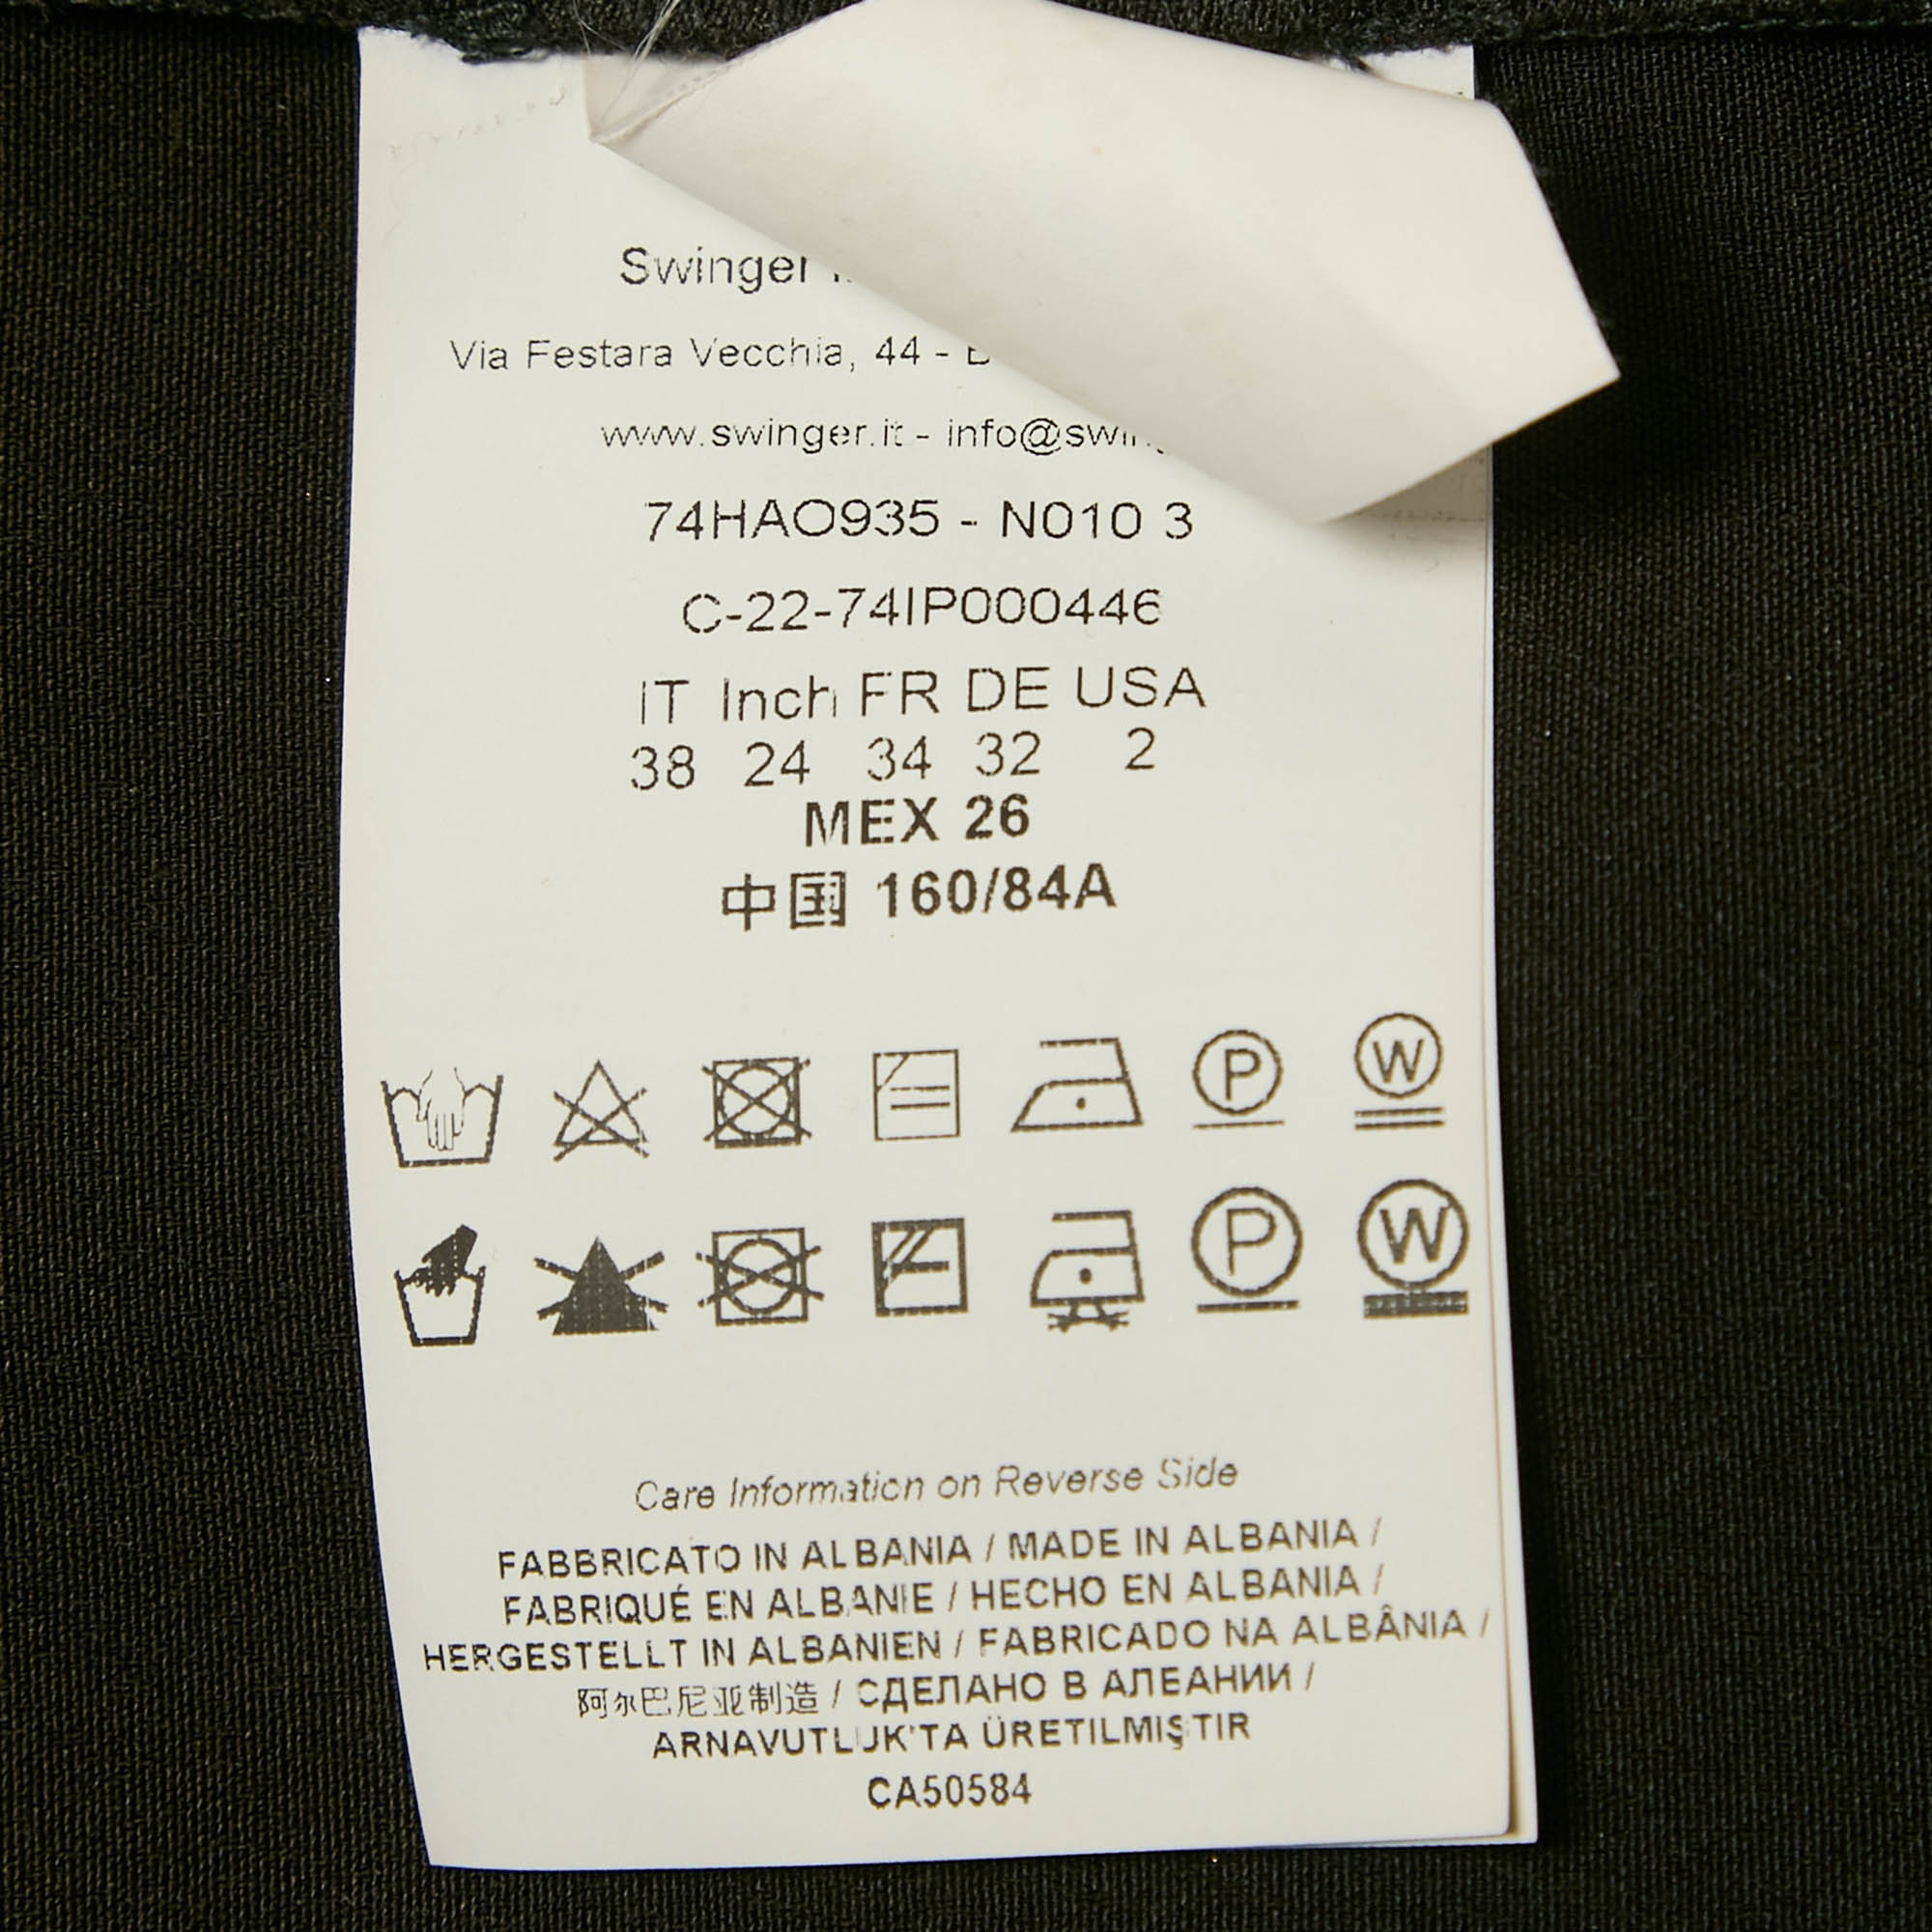 Swinger
Via Festara Vecchia, 44 -
www.swinger.it - info@swing
74HAO935 - N010 3
C-22-74IP000446
IT Inch FR DE USA
38 24 34 32 2
MEX 26
中国 160/84A
P W
P W
Care Information on Reverse Side
FABBRICATO IN ALBANIA / MADE IN ALBANIA /
FABRIQUÉ EN ALBANIE / HECHO EN ALBANIA /
HERGESTELLT IN ALBANIEN / FABRICADO NA ALBÂNIA /
阿尔巴尼亚制造 / СДЕЛАНО В АЛБАНИИ /
ARNAVUTLUK'TA ÜRETILMIŞTIR
CA50584